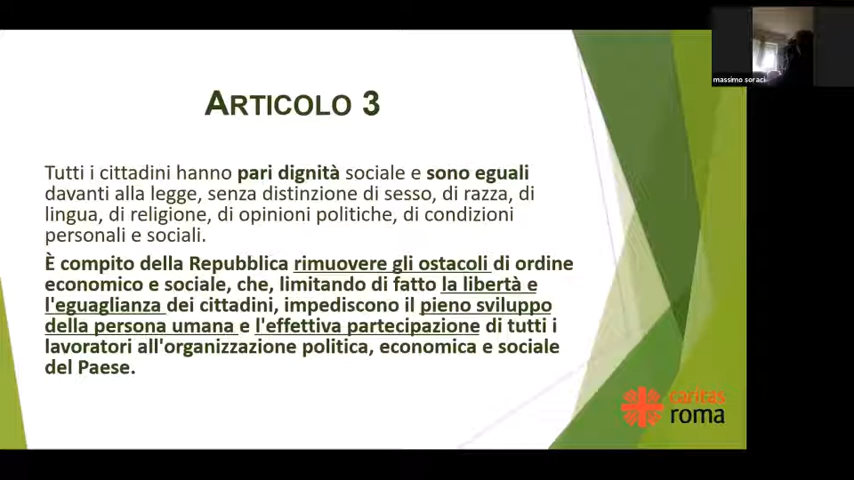 ARTICOLO 3
Tutti i cittadini hanno pari dignità sociale e sono eguali
davanti alla legge, senza distinzione di sesso, di razza, di
lingua, di religione, di opinioni politiche, di condizioni
personali e sociali.
È compito della Repubblica rimuovere gli ostacoli di ordine
economico e sociale, che, limitando di fatto la libertà e
l'eguaglianza dei cittadini, impediscono il pieno sviluppo
della persona umana e l'effettiva partecipazione di tutti i
lavoratori all'organizzazione politica, economica e sociale
del Paese.
caritas
roma
massimo soraci